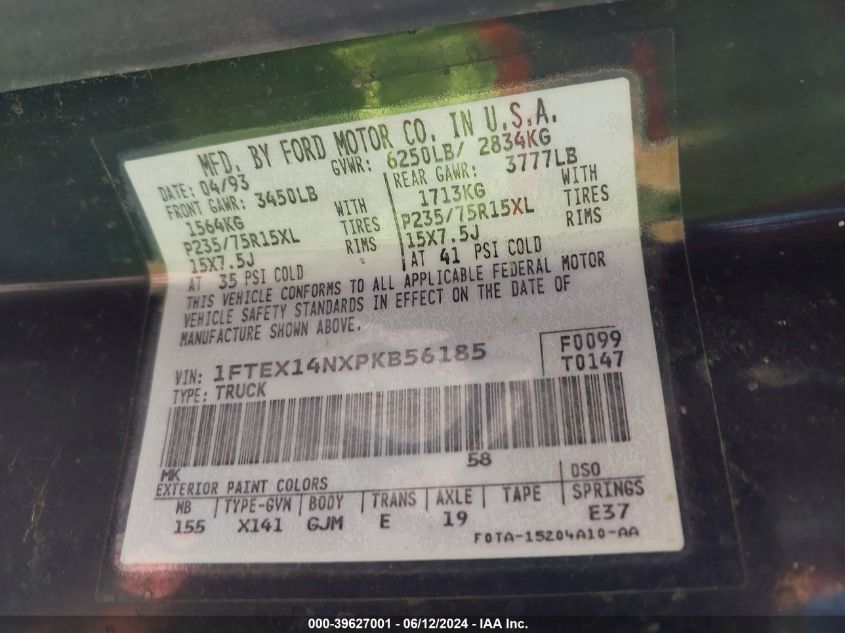 MFD. BY FORD MOTOR CO. IN U.S.A.
DATE: 04/93 GVWR: 6250LB/ 2834KG
FRONT GAWR: 3450LB REAR GAWR: 3777LB
1564KG WITH 1713KG WITH
P235/75R15XL TIRES P235/75R15XL TIRES
15X7.5J RIMS 15X7.5J RIMS
AT 35 PSI COLD AT 41 PSI COLD
THIS VEHICLE CONFORMS TO ALL APPLICABLE FEDERAL MOTOR
VEHICLE SAFETY STANDARDS IN EFFECT ON THE DATE OF
MANUFACTURE SHOWN ABOVE.
VIN: 1FTEX14NXPKB56185 F0099
TYPE: TRUCK T0147
MK 58
EXTERIOR PAINT COLORS DSO
WB TYPE-GVW BODY TRANS AXLE TAPE SPRINGS
155 X141 GJM E 19 E37
F0TA-15204A10-AA
000-39627001 - 06/12/2024 - IAA Inc.